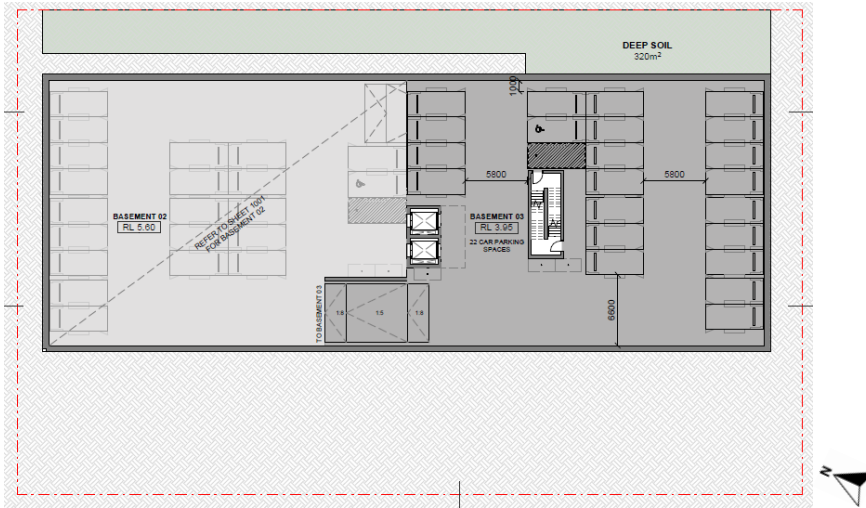 DEEP SOIL
320m²
1000
5800
5800
BASEMENT 02
RL 5.60
REFER TO SHEET 1001
FOR BASEMENT 02
BASEMENT 03
RL 3.95
22 CAR PARKING
SPACES
TO BASEMENT 03
1:8
1:5
1:8
6600
N